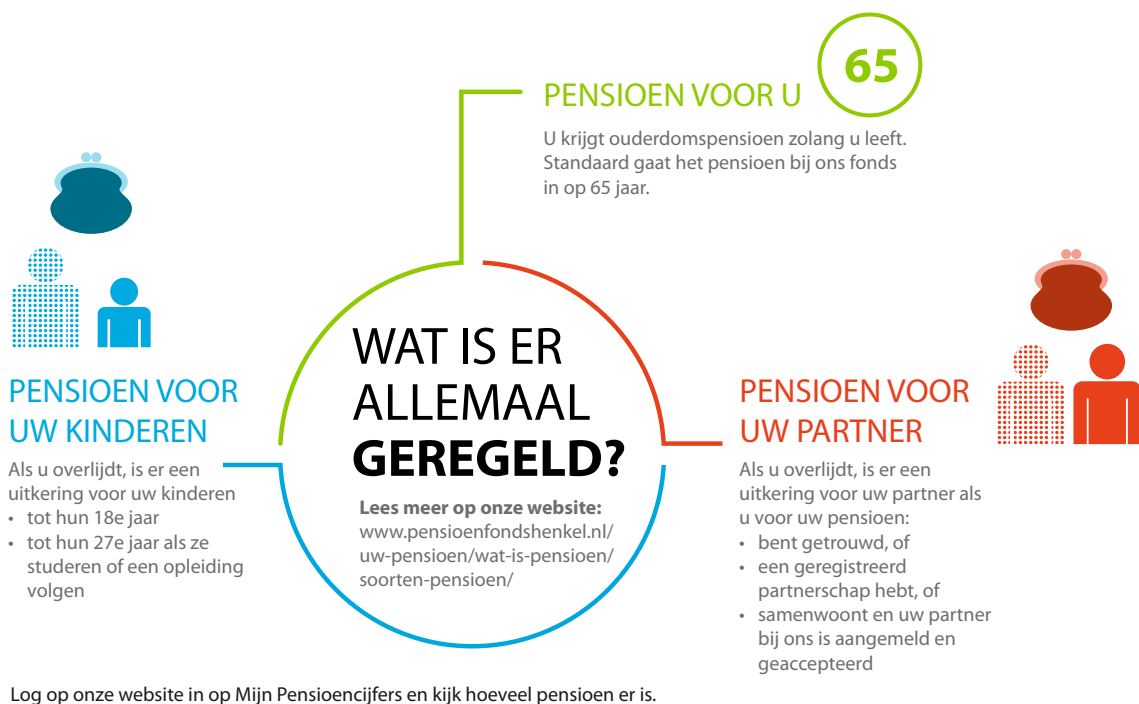 65
PENSIOEN VOOR U
U krijgt ouderdomspensioen zolang u leeft.
Standaard gaat het pensioen bij ons fonds
in op 65 jaar.
WAT IS ER
ALLEMAAL
GEREGELD?
Lees meer op onze website:
www.pensioenfondshenkel.nl/
uw-pensioen/wat-is-pensioen/
soorten-pensioen/
PENSIOEN VOOR
UW KINDEREN
Als u overlijdt, is er een
uitkering voor uw kinderen
• tot hun 18e jaar
• tot hun 27e jaar als ze
studeren of een opleiding
volgen
PENSIOEN VOOR
UW PARTNER
Als u overlijdt, is er een
uitkering voor uw partner als
u voor uw pensioen:
• bent getrouwd, of
• een geregistreerd
partnerschap hebt, of
• samenwoont en uw partner
bij ons is aangemeld en
geaccepteerd
Log op onze website in op Mijn Pensioencijfers en kijk hoeveel pensioen er is.